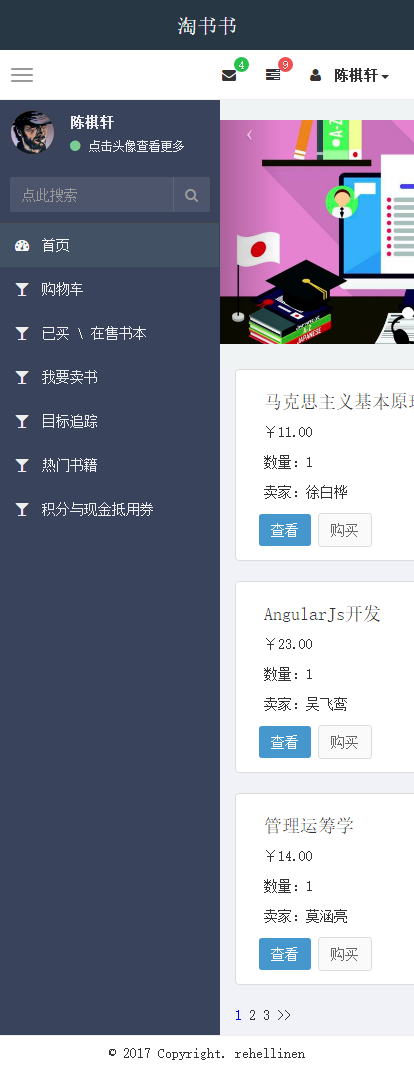 淘书书
4
9
陈祺轩
陈祺轩
点击头像查看更多
点此搜索
首页
购物车
已买 \ 在售书本
我要卖书
目标追踪
热门书籍
积分与现金抵用券
A-Z
JAPANESE
马克思主义基本原
￥11.00
数量：1
卖家：徐白桦
查看 购买
AngularJs开发
￥23.00
数量：1
卖家：吴飞鸾
查看 购买
管理运筹学
￥14.00
数量：1
卖家：莫涵亮
查看 购买
1 2 3 >>
© 2017 Copyright. rehellinen